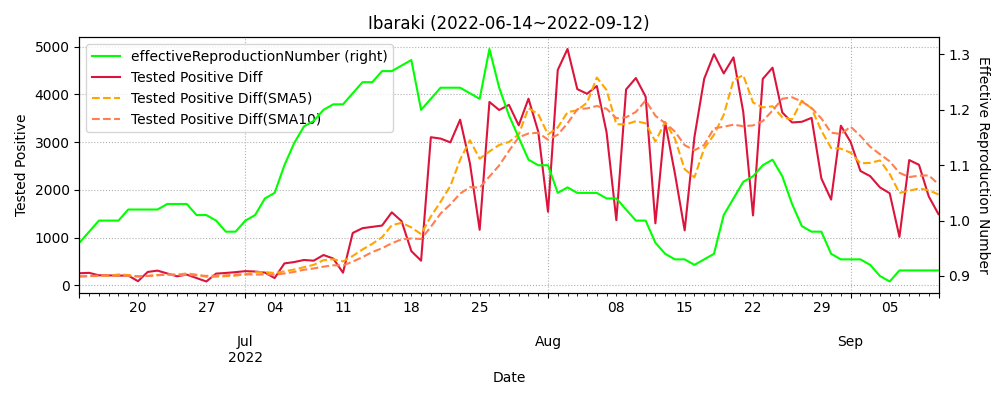 Ibaraki (2022-06-14~2022-09-12)
effectiveReproductionNumber (right)
Tested Positive Diff
Tested Positive Diff(SMA5)
Tested Positive Diff(SMA10)
Tested Positive
5000
4000
3000
2000
1000
0
1.3
1.2
1.1
1.0
0.9
Effective Reproduction Number
20
27
04
11
18
25
08
15
22
29
05
Jul
2022
Aug
Sep
Date